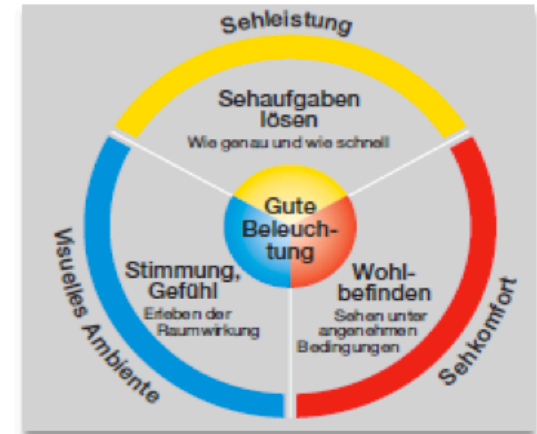 Sehleistung
Sehaufgaben
lösen
Wie genau und wie schnell
Gute
Beleuch-
tung
Stimmung,
Gefühl
Erleben der
Raumwirkung
Wohl-
befinden
Sehen unter
angenehmen
Bedingungen
Visuelles Ambiente
Sehkomfort